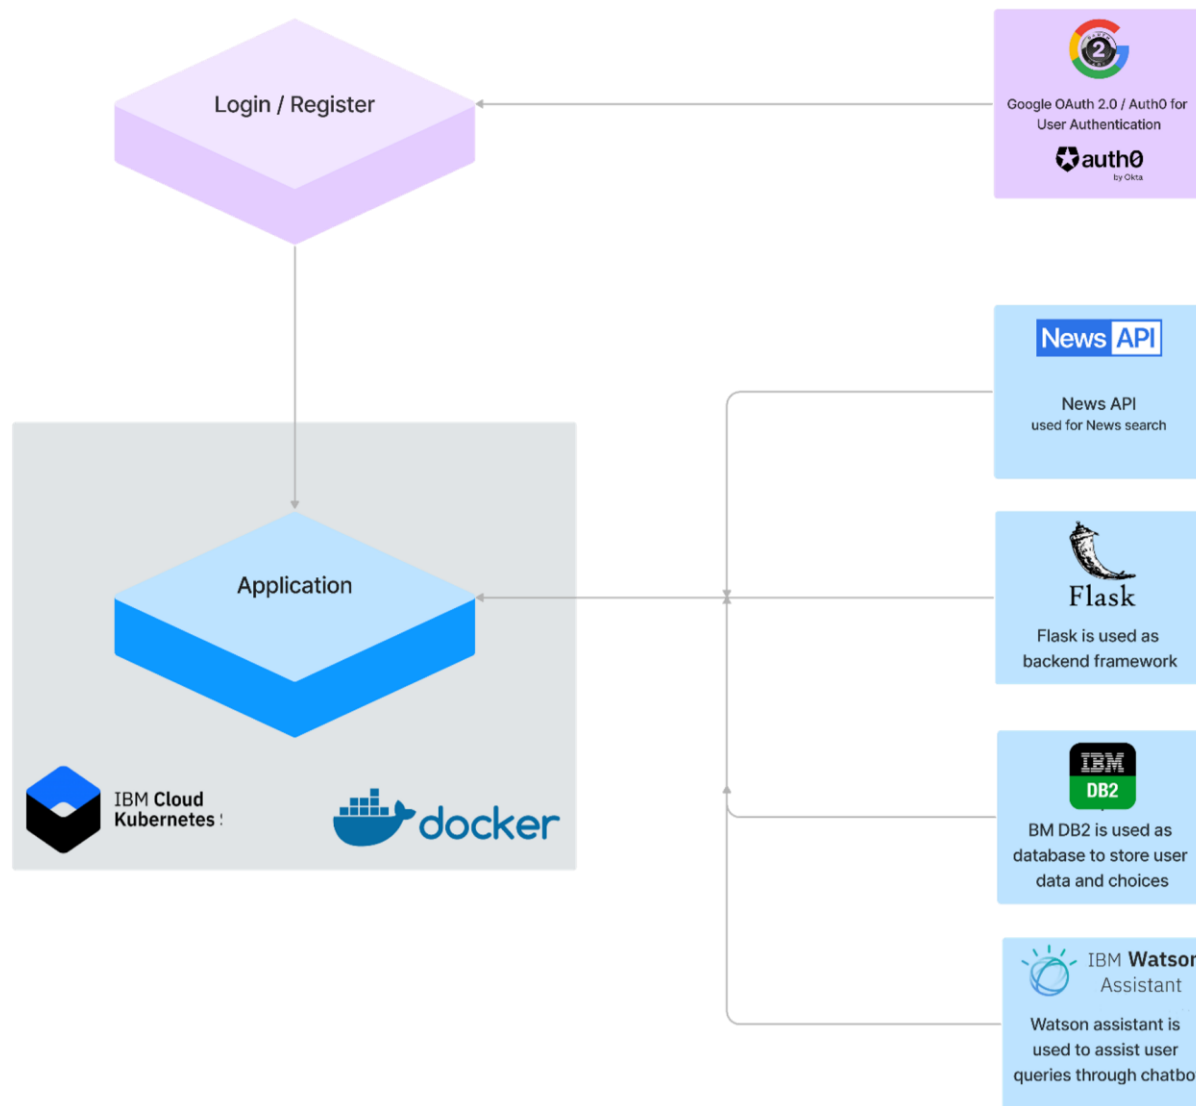 Login / Register
2
Google OAuth 2.0 / Auth0 for
User Authentication
auth0
by Okta
News API
News API
used for News search
Application
Flask
Flask is used as
backend framework
IBM Cloud
Kubernetes
docker
IBM
DB2
BM DB2 is used as
database to store user
data and choices
IBM Watson
Assistant
Watson assistant is
used to assist user
queries through chatbo